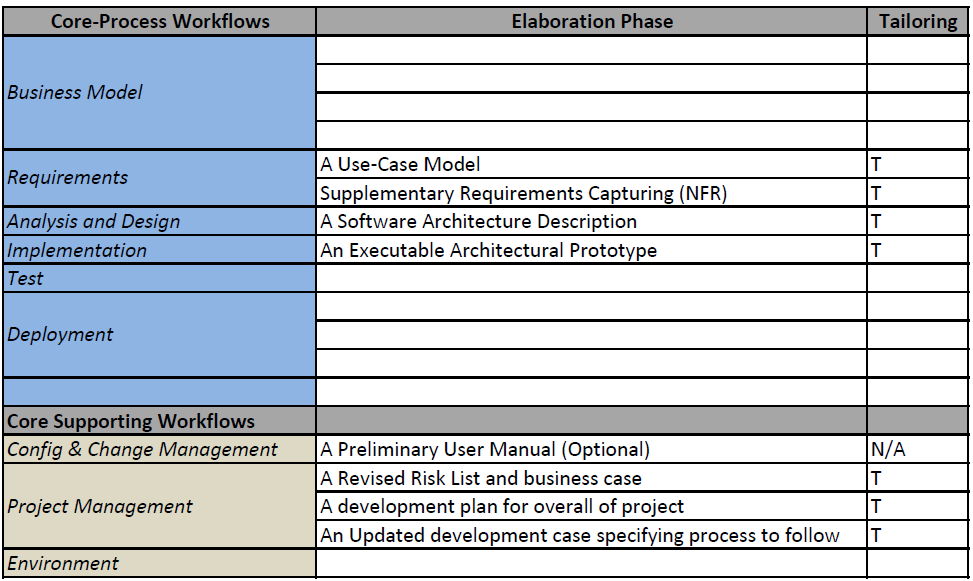 Core-Process Workflows Elaboration Phase Tailoring
Business Model
Requirements
A Use-Case Model T
Supplementary Requirements Capturing (NFR) T
Analysis and Design A Software Architecture Description T
Implementation An Executable Architectural Prototype T
Test
Deployment
Core Supporting Workflows
Config & Change Management A Preliminary User Manual (Optional) N/A
Project Management
A Revised Risk List and business case T
A development plan for overall of project T
An Updated development case specifying process to follow T
Environment